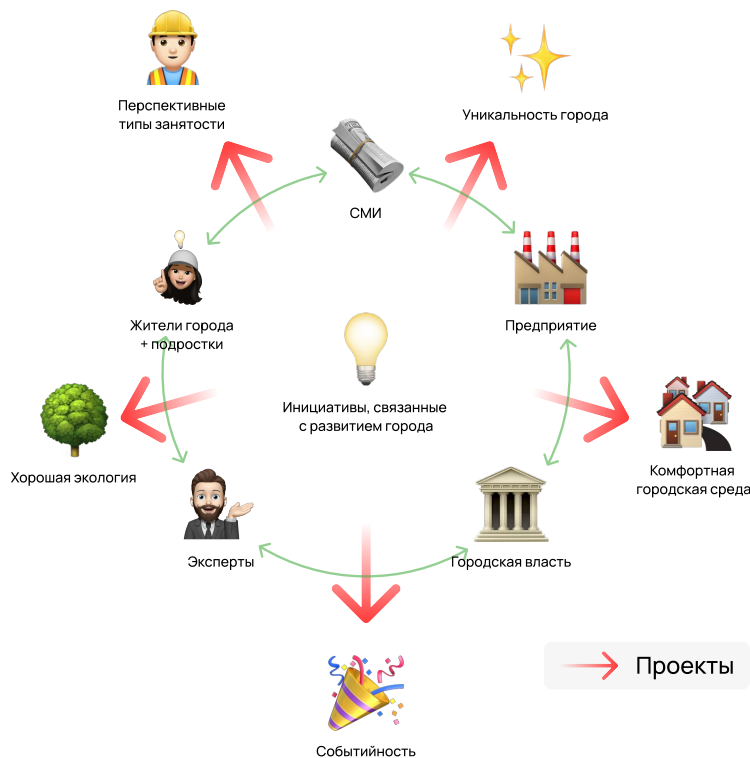 Перспективные
типы занятости
Уникальность города
СМИ
Жители города
+ подростки
Предприятие
Инициативы, связанные
с развитием города
Хорошая экология
Комфортная
городская среда
Эксперты
Городская власть
Проекты
Событийность